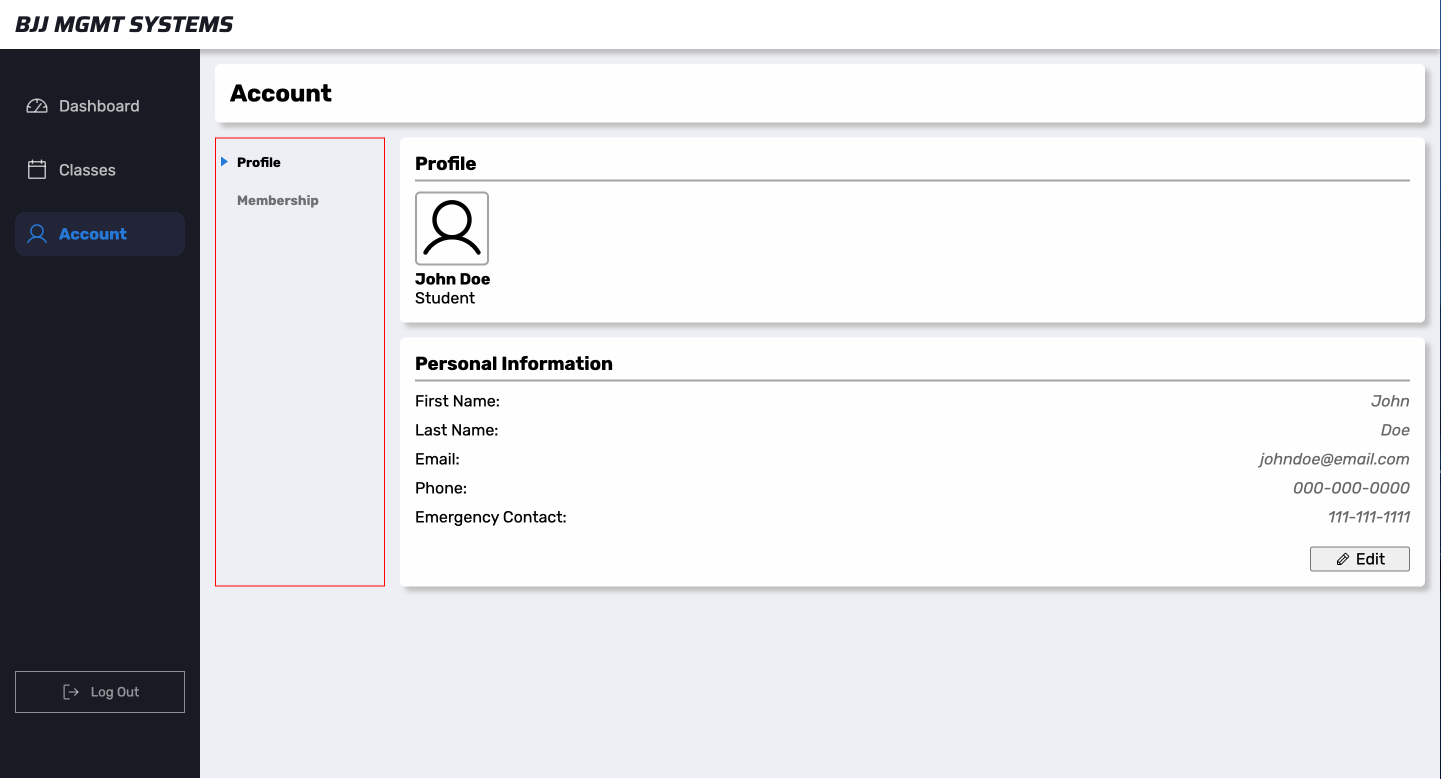 BJJ MGMT SYSTEMS
Dashboard
Classes
Account
Log Out
Account
Profile
Membership
Profile
John Doe
Student
Personal Information
First Name: John
Last Name: Doe
Email: johndoe@email.com
Phone: 000-000-0000
Emergency Contact: 111-111-1111
Edit